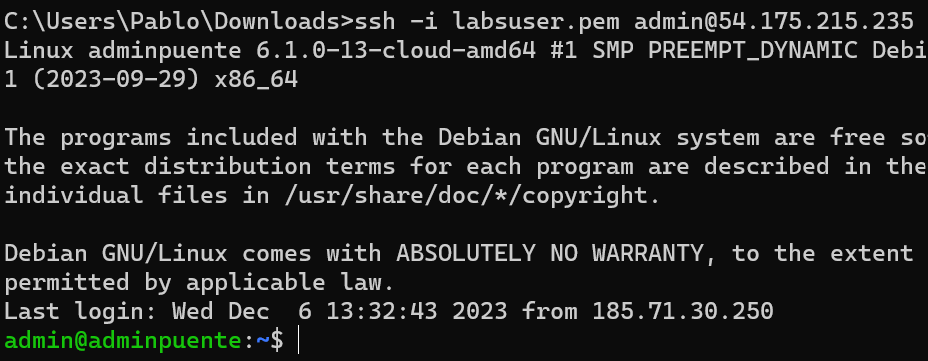 C:\Users\Pablo\Downloads>ssh -i labsuser.pem admin@54.175.215.235
Linux adminpuente 6.1.0-13-cloud-amd64 #1 SMP PREEMPT_DYNAMIC Debi
1 (2023-09-29) x86_64
The programs included with the Debian GNU/Linux system are free so
the exact distribution terms for each program are described in the
individual files in /usr/share/doc/*/copyright.
Debian GNU/Linux comes with ABSOLUTELY NO WARRANTY, to the extent
permitted by applicable law.
Last login: Wed Dec  6 13:32:43 2023 from 185.71.30.250
admin@adminpuente:~$